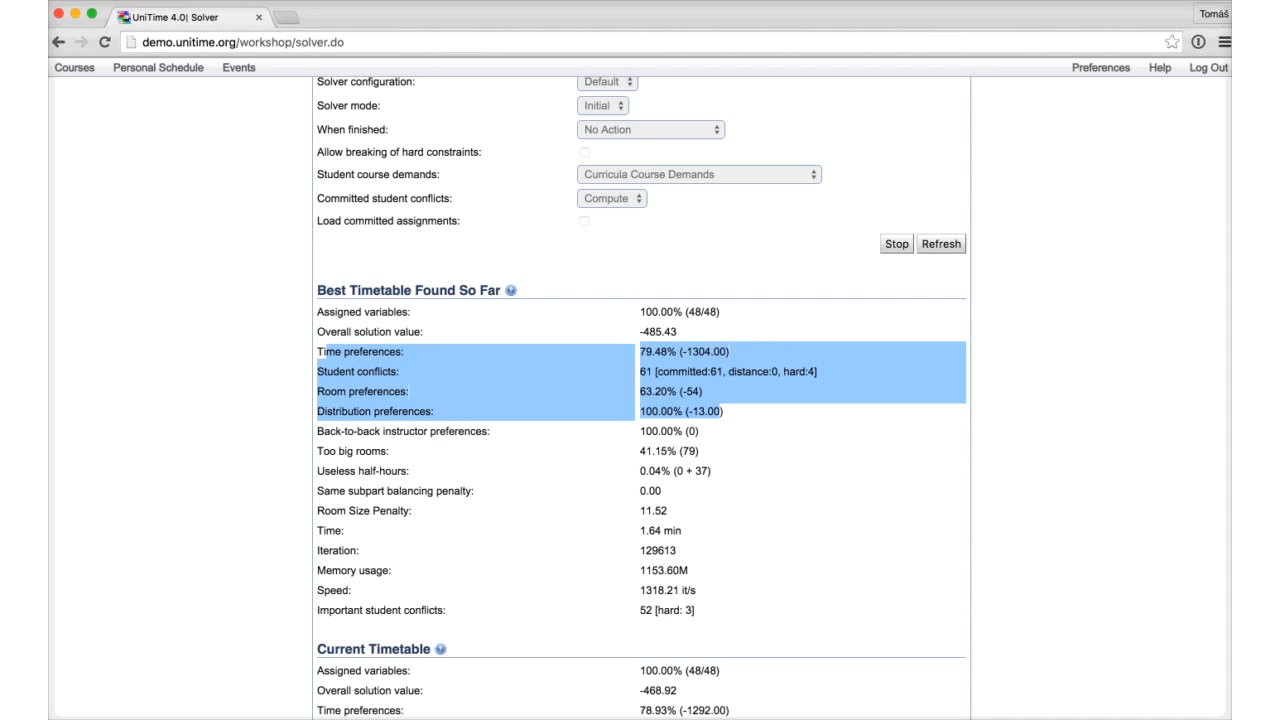 UniTime 4.0| Solver
Tomáš
demo.unitime.org/workshop/solver.do
Courses Personal Schedule Events Preferences Help Log Out
Solver configuration: Default
Solver mode: Initial
When finished: No Action
Allow breaking of hard constraints:
Student course demands: Curricula Course Demands
Committed student conflicts: Compute
Load committed assignments:
Stop Refresh
Best Timetable Found So Far
Assigned variables: 100.00% (48/48)
Overall solution value: -485.43
Time preferences: 79.48% (-1304.00)
Student conflicts: 61 [committed:61, distance:0, hard:4]
Room preferences: 63.20% (-54)
Distribution preferences: 100.00% (-13.00)
Back-to-back instructor preferences: 100.00% (0)
Too big rooms: 41.15% (79)
Useless half-hours: 0.04% (0 + 37)
Same subpart balancing penalty: 0.00
Room Size Penalty: 11.52
Time: 1.64 min
Iteration: 129613
Memory usage: 1153.60M
Speed: 1318.21 it/s
Important student conflicts: 52 [hard: 3]
Current Timetable
Assigned variables: 100.00% (48/48)
Overall solution value: -468.92
Time preferences: 78.93% (-1292.00)